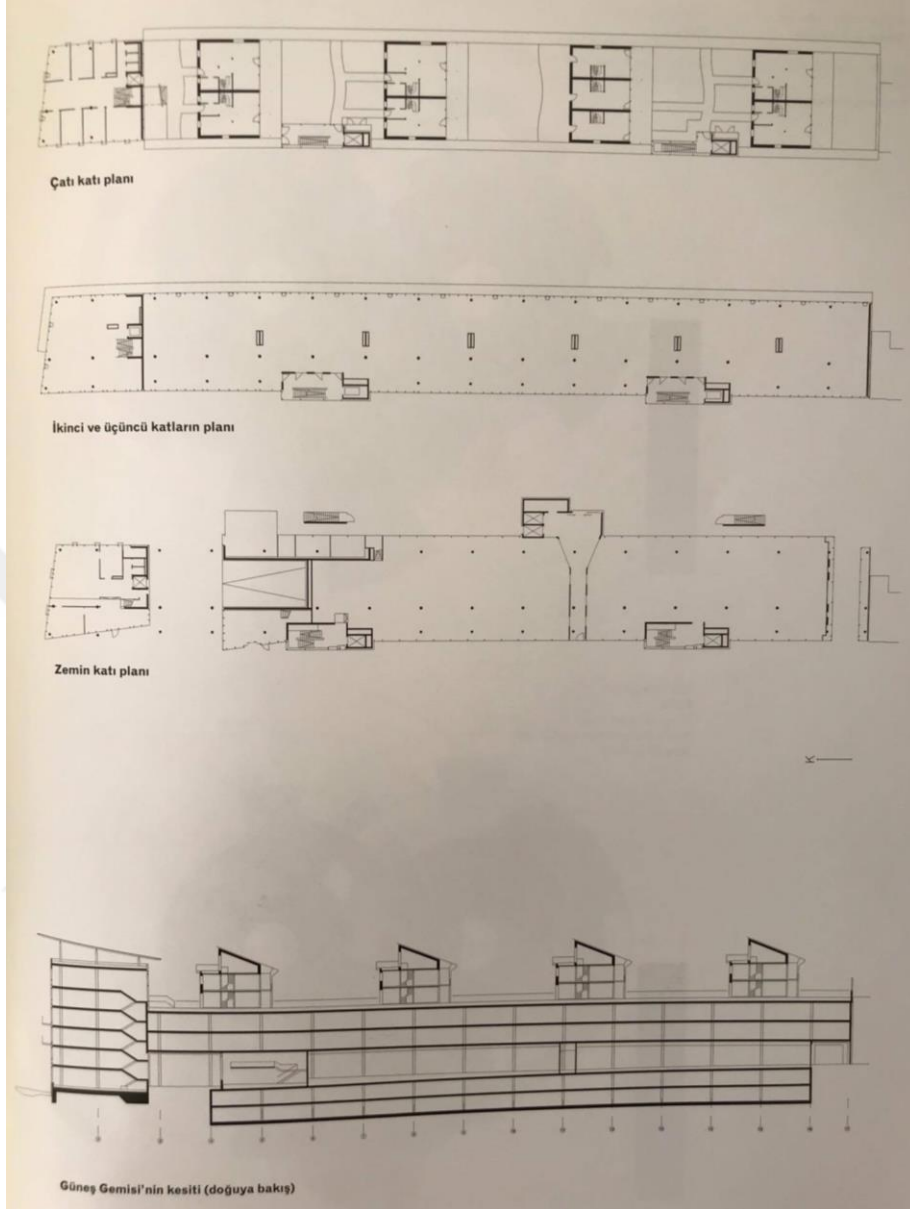 Çatı katı planı
İkinci ve üçüncü katların planı
Zemin katı planı
K
Güneş Gemisi'nin kesiti (doğuya bakış)